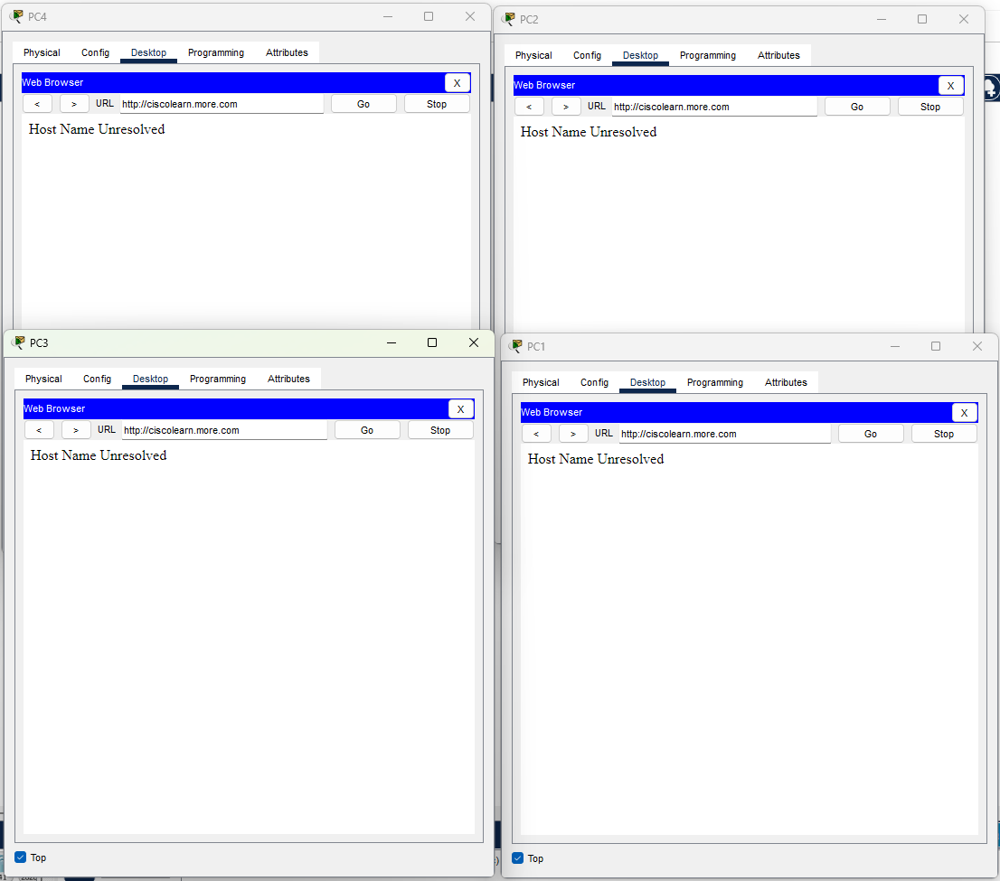 PC4
Physical Config Desktop Programming Attributes
Web Browser X
< > URL http://ciscolearn.more.com Go Stop
Host Name Unresolved
PC2
Physical Config Desktop Programming Attributes
Web Browser X
< > URL http://ciscolearn.more.com Go Stop
Host Name Unresolved
PC3
Physical Config Desktop Programming Attributes
Web Browser X
< > URL http://ciscolearn.more.com Go Stop
Host Name Unresolved
Top
PC1
Physical Config Desktop Programming Attributes
Web Browser X
< > URL http://ciscolearn.more.com Go Stop
Host Name Unresolved
Top